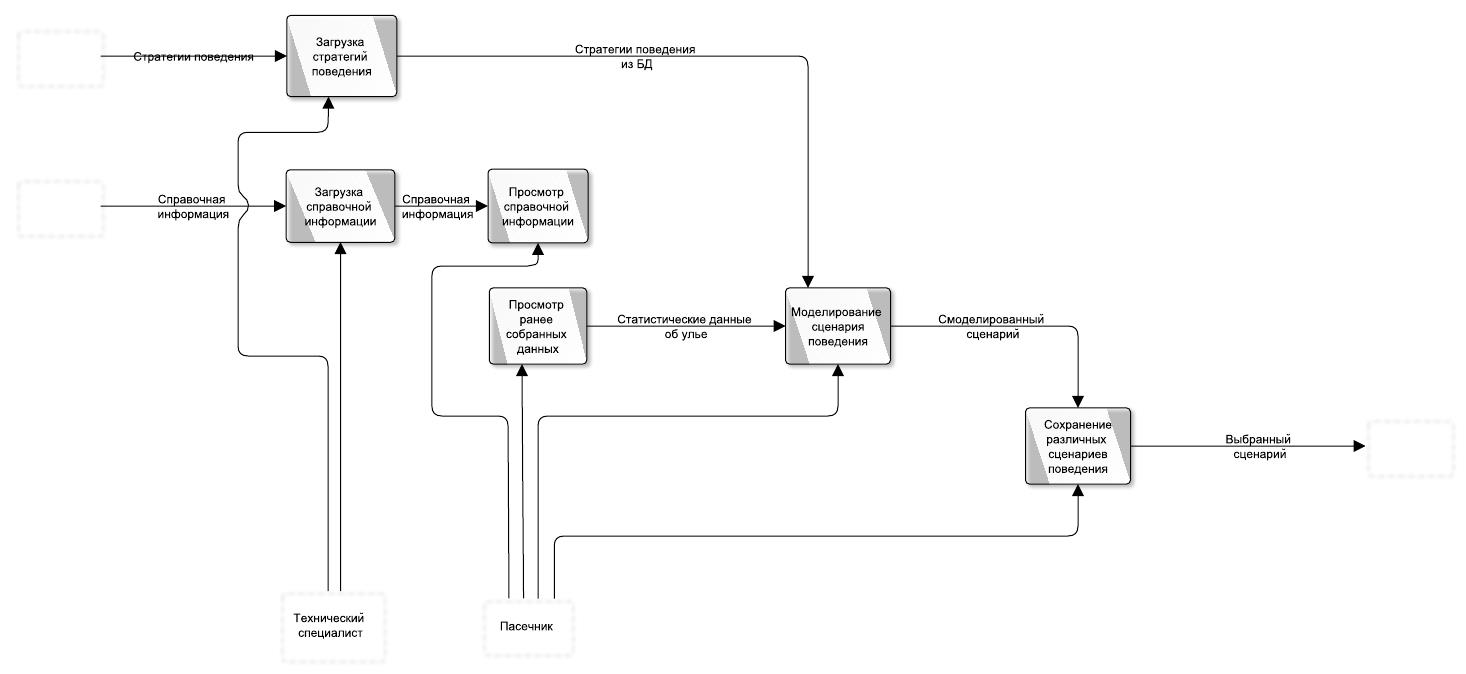 Стратегии поведения
Загрузка
стратегий
поведения
Стратегии поведения
из БД
Справочная
информация
Загрузка
справочной
информации
Справочная
информация
Просмотр
справочной
информации
Просмотр
ранее
собранных
данных
Статистические данные
об улье
Моделирование
сценария
поведения
Смоделированный
сценарий
Сохранение
различных
сценариев
поведения
Выбранный
сценарий
Технический
специалист
Пасечник